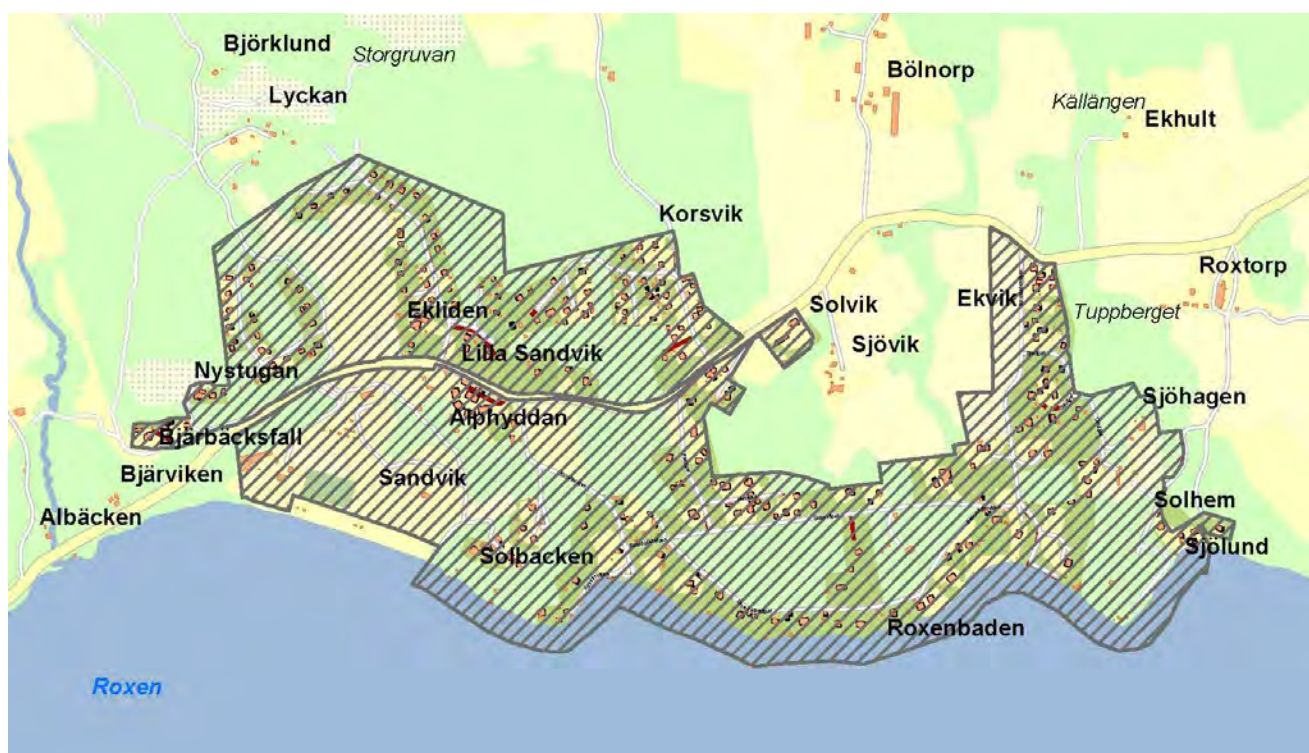 Björklund
Storgruvan
Bölnorp
Lyckan
Källängen
Ekhult
Korsvik
Roxtorp
Ekliden
Solvik
Ekvik
Tuppberget
Sjövik
Lilla Sandvik
Nystugan
Sjöhagen
Alphyddan
Bjärbäcksfall
Bjärviken
Sandvik
Solhem
Albäcken
Solbacken
Sjölund
Roxenbaden
Roxen